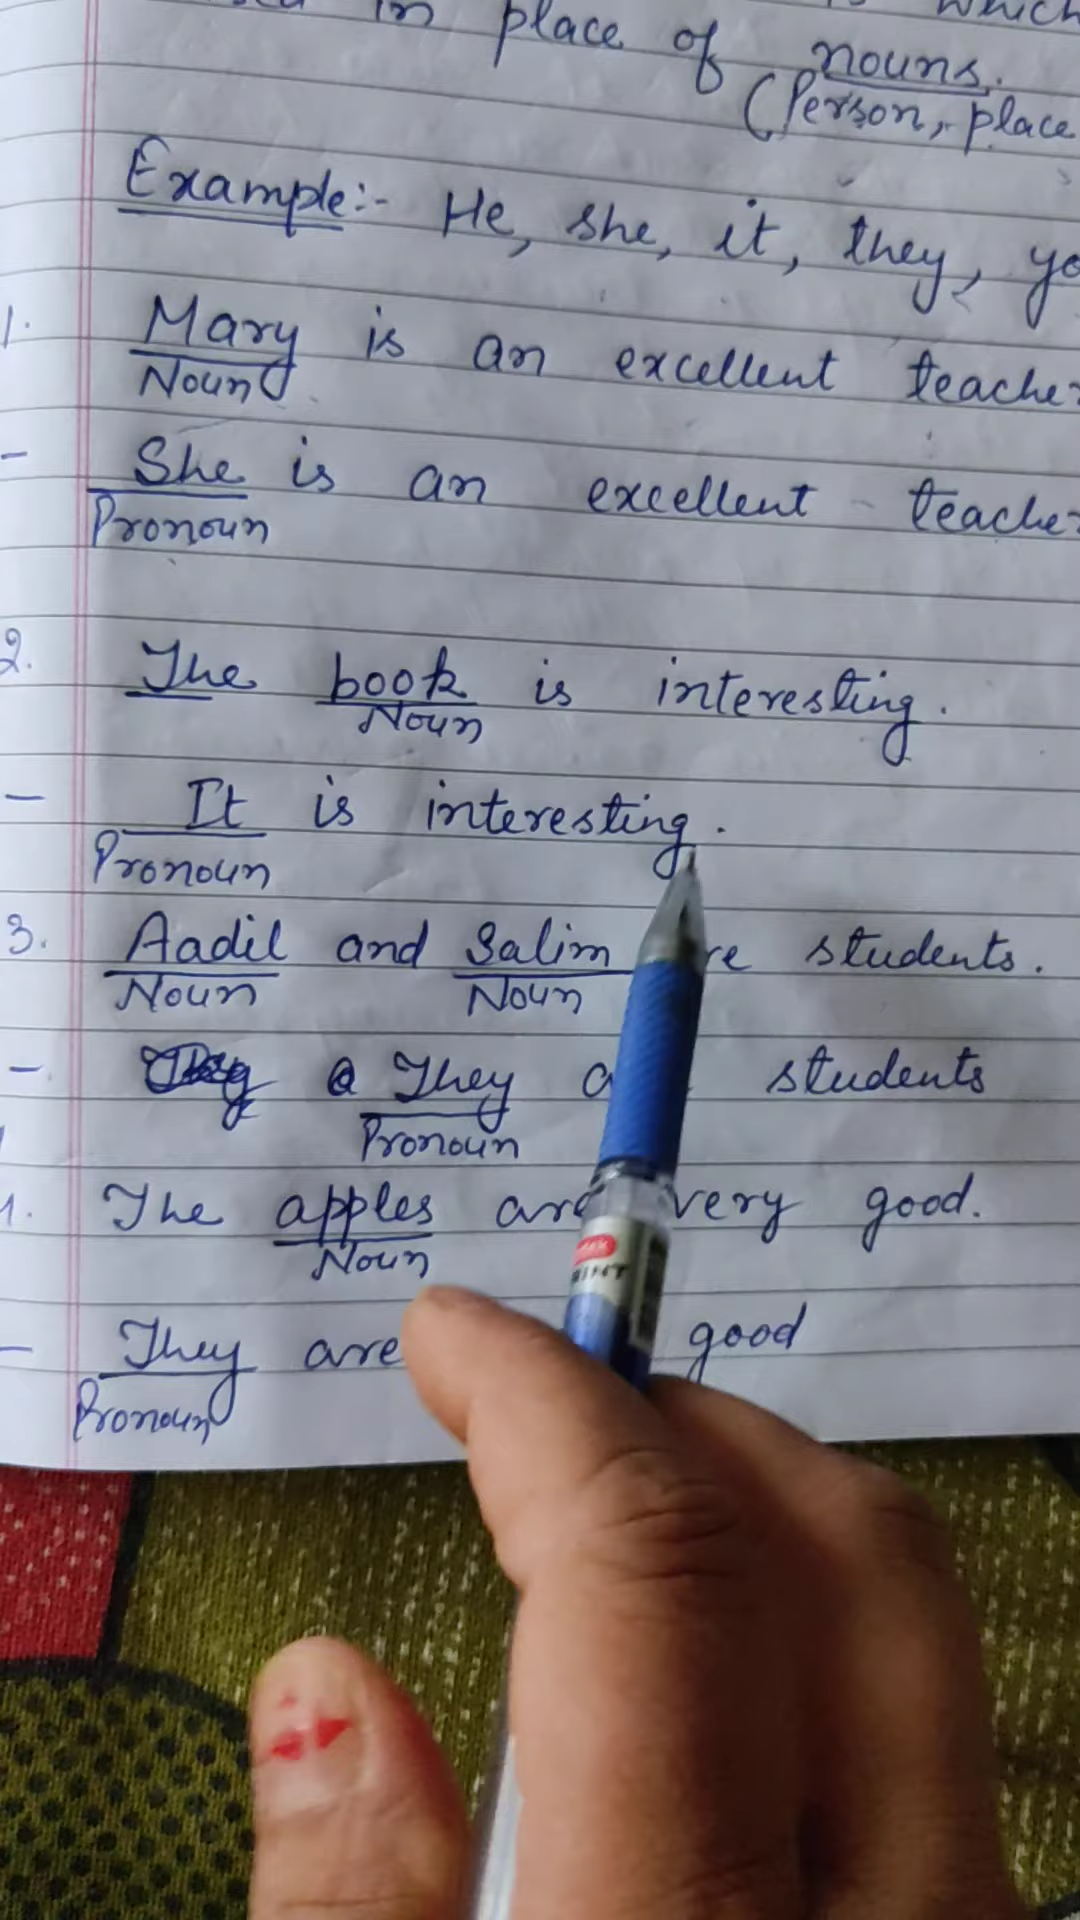 in place of nouns.
(Person, place
Example:- He, she, it, they,
1. Mary is an excellent
Noun
- She is an excellent
Pronoun
2. The book is interesting.
Noun
- It is interesting.
Pronoun
3. Aadil and Salim students.
Noun Noun
- They students
Pronoun
The apples are very good.
Noun
- They are good
Pronoun